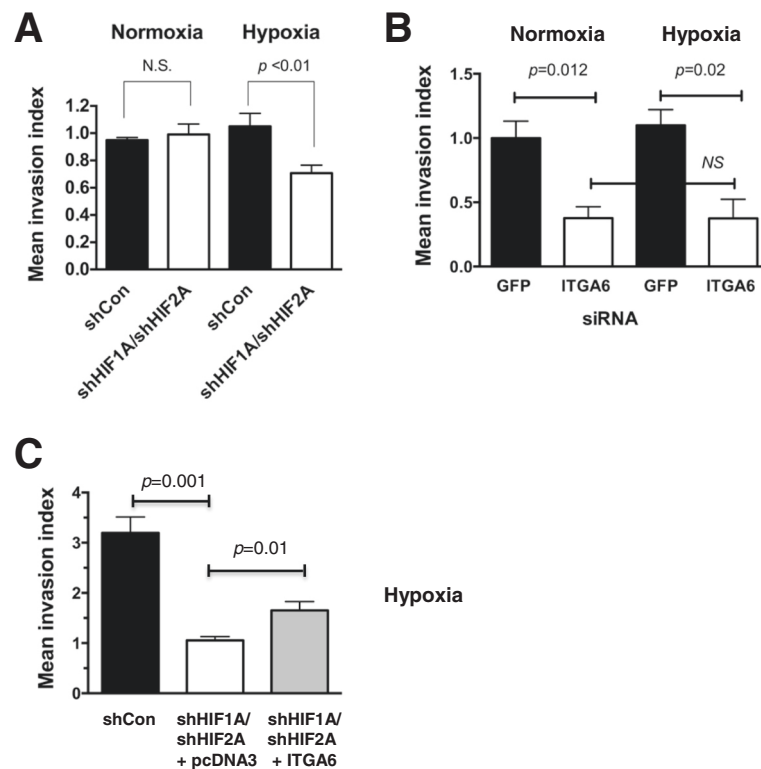 A
Normoxia Hypoxia
N.S. p <0.01
Mean invasion index
1.2
1.0
0.8
0.6
0.4
0.2
0.0
shCon
shHIF1A/shHIF2A
shCon
shHIF1A/shHIF2A
B
Normoxia Hypoxia
p=0.012 p=0.02
NS
Mean invasion index
1.5
1.0
0.5
0.0
GFP ITGA6 GFP ITGA6
siRNA
C
p=0.001
p=0.01
Mean invasion index
4
3
2
1
0
shCon
shHIF1A/
shHIF2A
+ pcDNA3
shHIF1A/
shHIF2A
+ ITGA6
Hypoxia